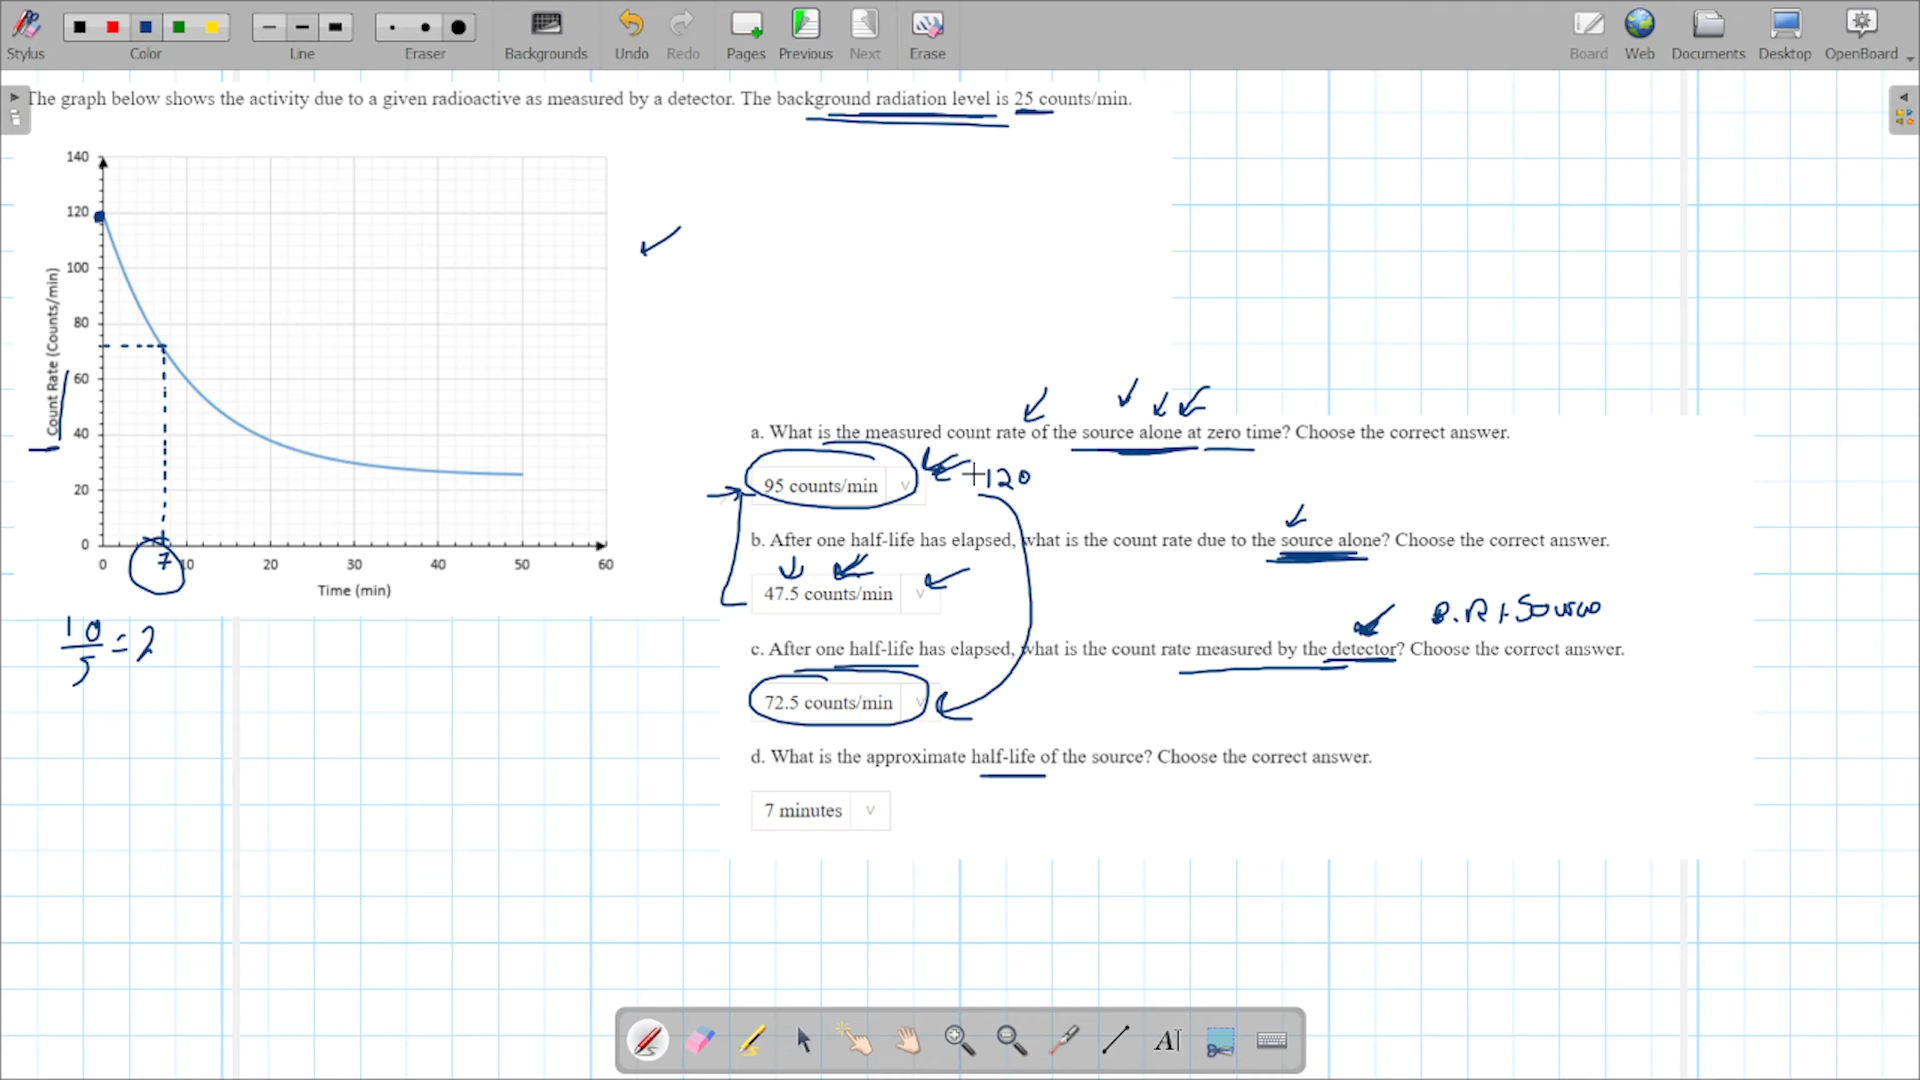 Stylus Color Line Eraser Backgrounds Undo Redo Pages Previous Next Erase Board Web Documents Desktop OpenBoard
The graph below shows the activity due to a given radioactive as measured by a detector. The background radiation level is 25 counts/min.
140
120
100
80
60
40
20
0
Count Rate (Counts/min)
0 10 20 30 40 50 60
7
Time (min)
10/5 = 2
a. What is the measured count rate of the source alone at zero time? Choose the correct answer.
95 counts/min
120
b. After one half-life has elapsed, what is the count rate due to the source alone? Choose the correct answer.
47.5 counts/min
B.R + Source
c. After one half-life has elapsed, what is the count rate measured by the detector? Choose the correct answer.
72.5 counts/min
d. What is the approximate half-life of the source? Choose the correct answer.
7 minutes